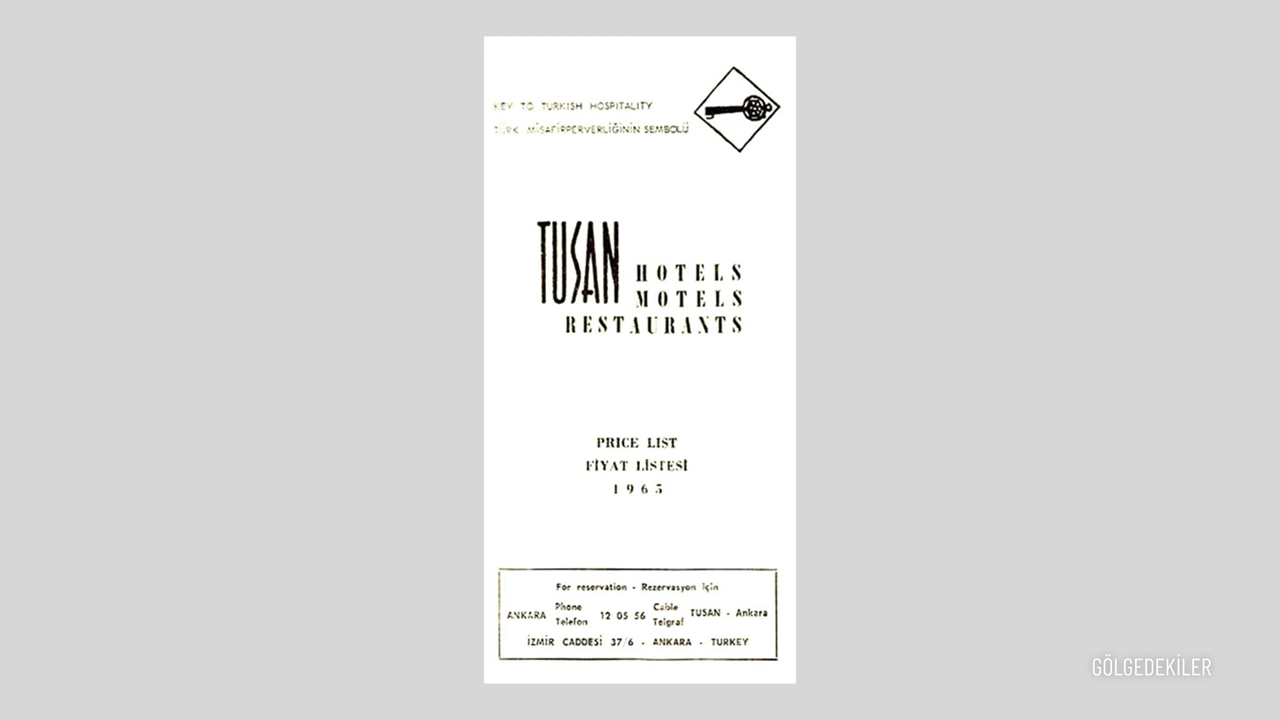 KEY TO TURKISH HOSPITALITY
TÜRK MİSAFİRPERVERLİĞİNİN SEMBOLÜ
TUSAN HOTELS
MOTELS
RESTAURANTS
PRICE LIST
FİYAT LİSTESİ
1965
For reservation - Rezervasyon için
ANKARA Phone Telefon 12 05 56 Cable Telgraf TUSAN - Ankara
İZMİR CADDESİ 37/6 - ANKARA - TURKEY
GÖLGEDEKİLER